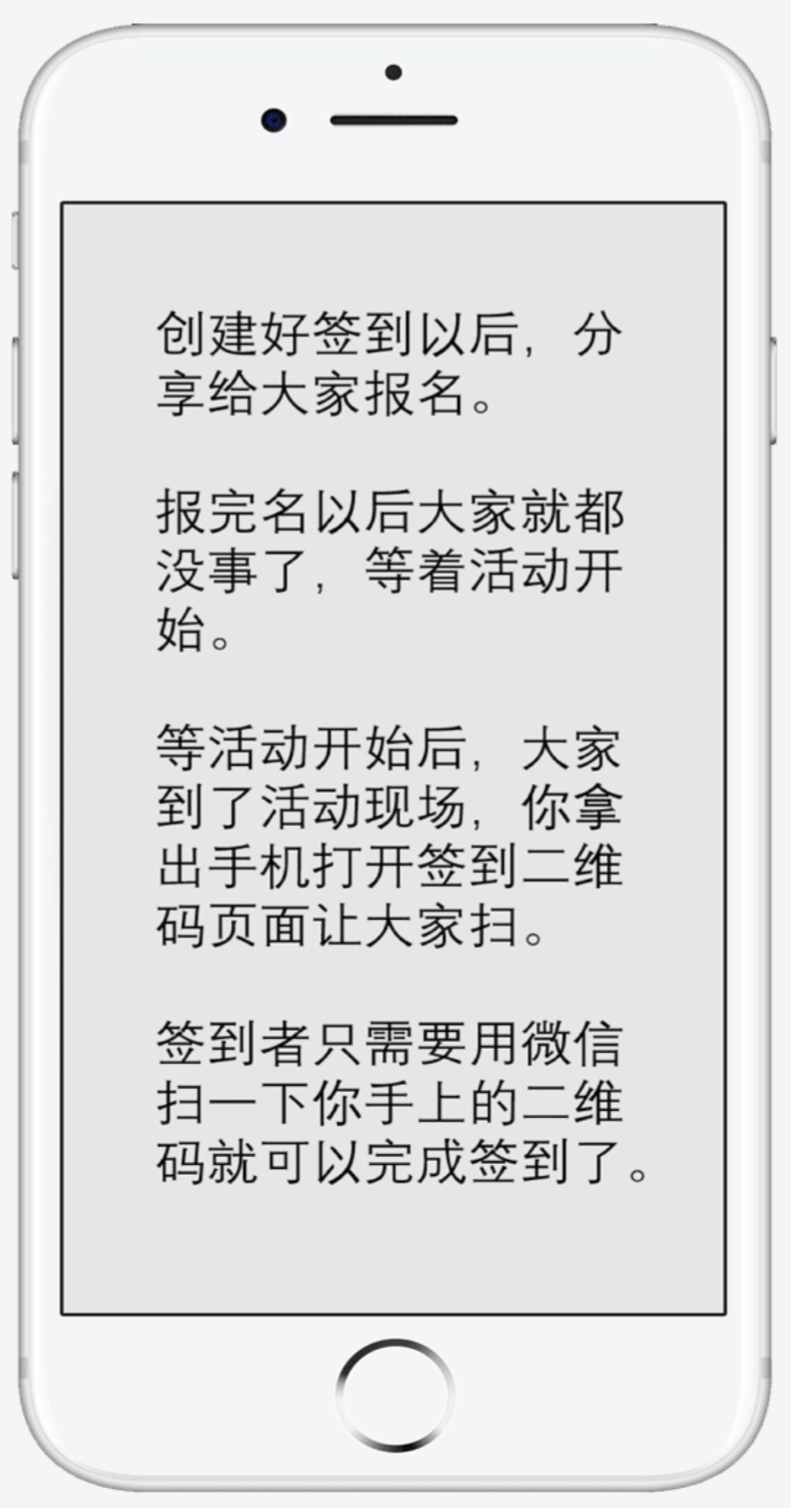 创建好签到以后，分
享给大家报名。
报完名以后大家就都
没事了，等着活动开
始。
等活动开始后，大家
到了活动现场，你拿
出手机打开签到二维
码页面让大家扫。
签到者只需要用微信
扫一下你手上的二维
码就可以完成签到了。